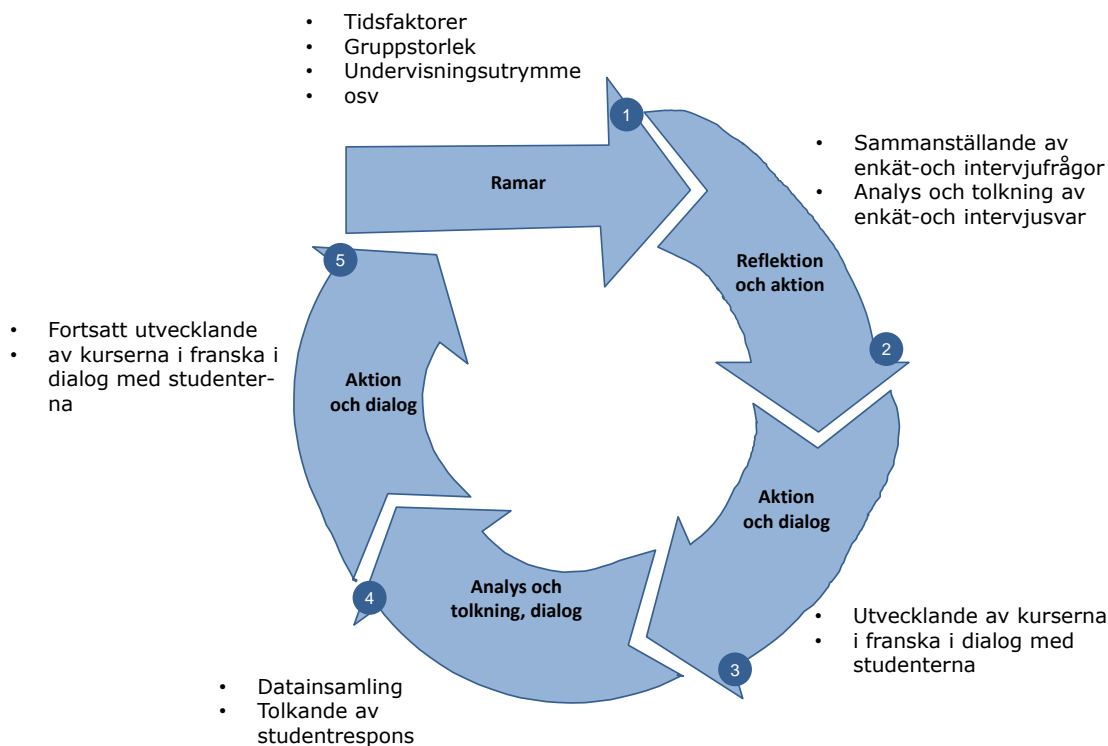 • Tidsfaktorer
• Gruppstorlek
• Undervisningsutrymme
• osv
1
Ramar
• Sammanställande av
enkät-och intervjufrågor
• Analys och tolkning av
enkät-och intervjusvar
Reflektion
och aktion
2
Aktion
och dialog
• Utvecklande av kurserna
• i franska i dialog med
studenterna
3
Analys och
tolkning, dialog
4
• Datainsamling
• Tolkande av
studentrespons
5
• Fortsatt utvecklande
• av kurserna i franska i
dialog med studenter-
na
Aktion
och dialog